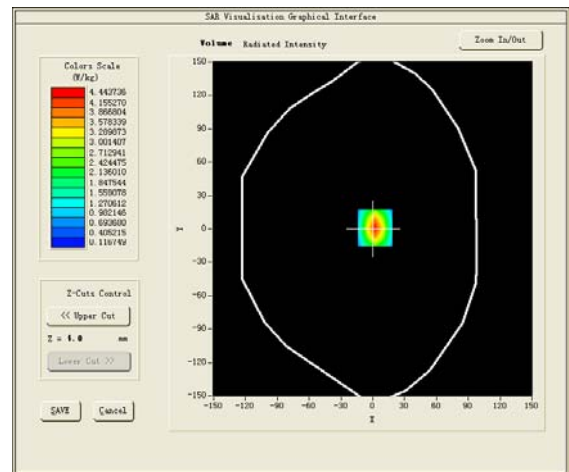 SAR Visualisation Graphical Interface
Volume Radiated Intensity
Zoom In/Out
Colors Scale
(W/kg)
4.443736
4.155270
3.866804
3.578339
3.289873
3.001407
2.712941
2.424475
2.136010
1.847544
1.559078
1.270612
0.982146
0.693680
0.405215
0.116749
Z-Cuts Control
<< Upper Cut
Z = 4.0 mm
Lower Cut >>
SAVE
Cancel
150
120
90
60
30
0
-30
-60
-90
-120
-150
Y
-150 -120 -90 -60 -30 0 30 60 90 120 150
X